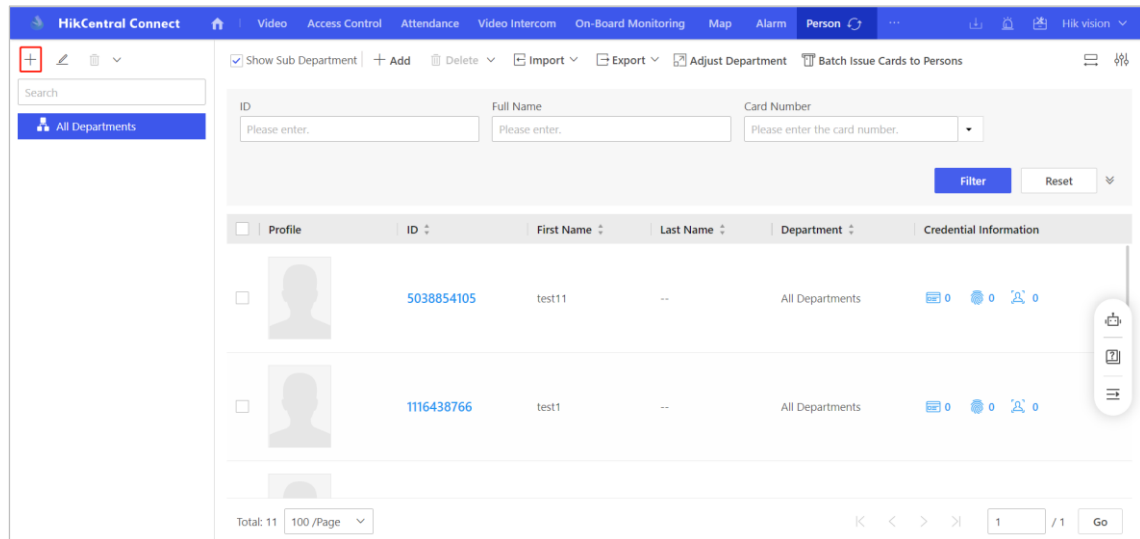 HikCentral Connect Video Access Control Attendance Video Intercom On-Board Monitoring Map Alarm Person ... Hik vision
Show Sub Department + Add Delete Import Export Adjust Department Batch Issue Cards to Persons
Search
All Departments
ID Full Name Card Number
Please enter. Please enter. Please enter the card number.
Filter Reset
Profile ID First Name Last Name Department Credential Information
5038854105 test11 -- All Departments 0 0 0
1116438766 test1 -- All Departments 0 0 0
Total: 11 100 /Page 1 / 1 Go